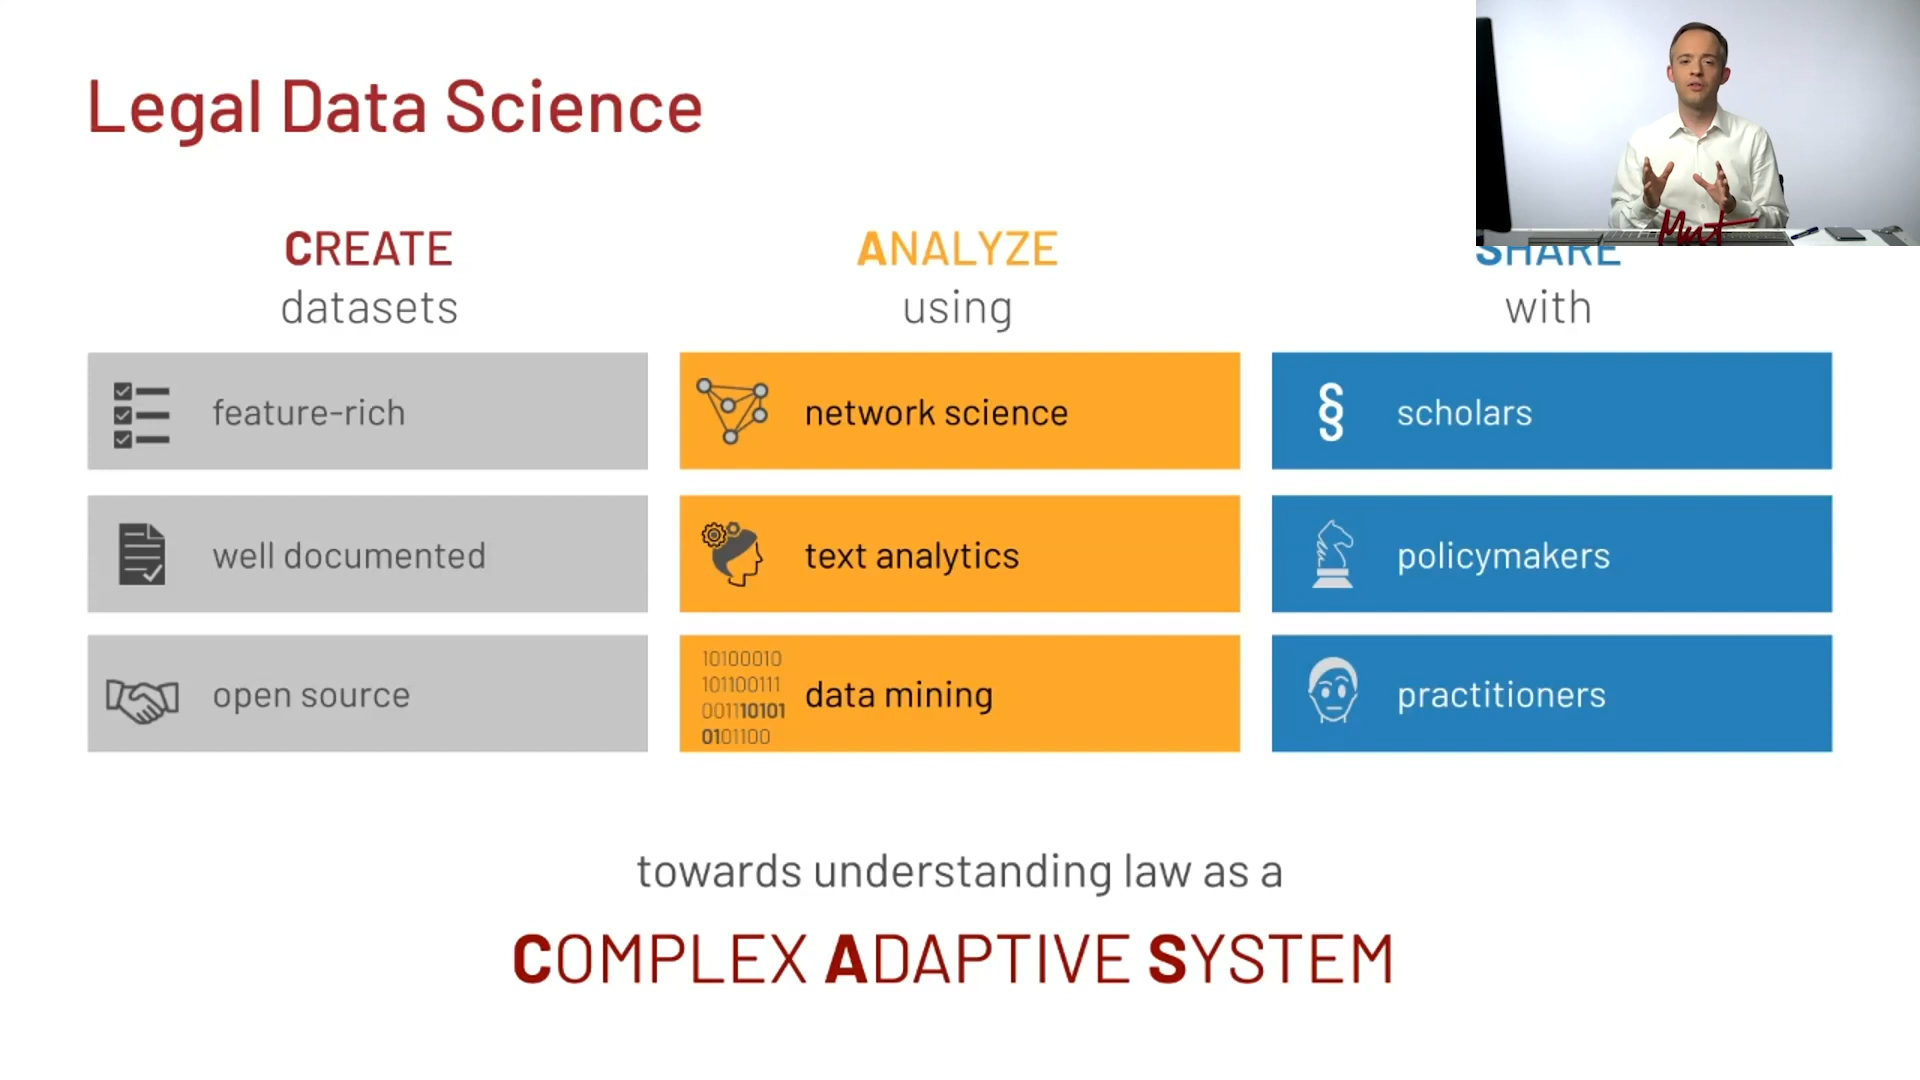 Legal Data Science
CREATE
datasets
feature-rich
well documented
open source
ANALYZE
using
network science
text analytics
10100010
101100111
001110101
0101100
data mining
SHARE
with
§ scholars
policymakers
practitioners
towards understanding law as a
COMPLEX ADAPTIVE SYSTEM